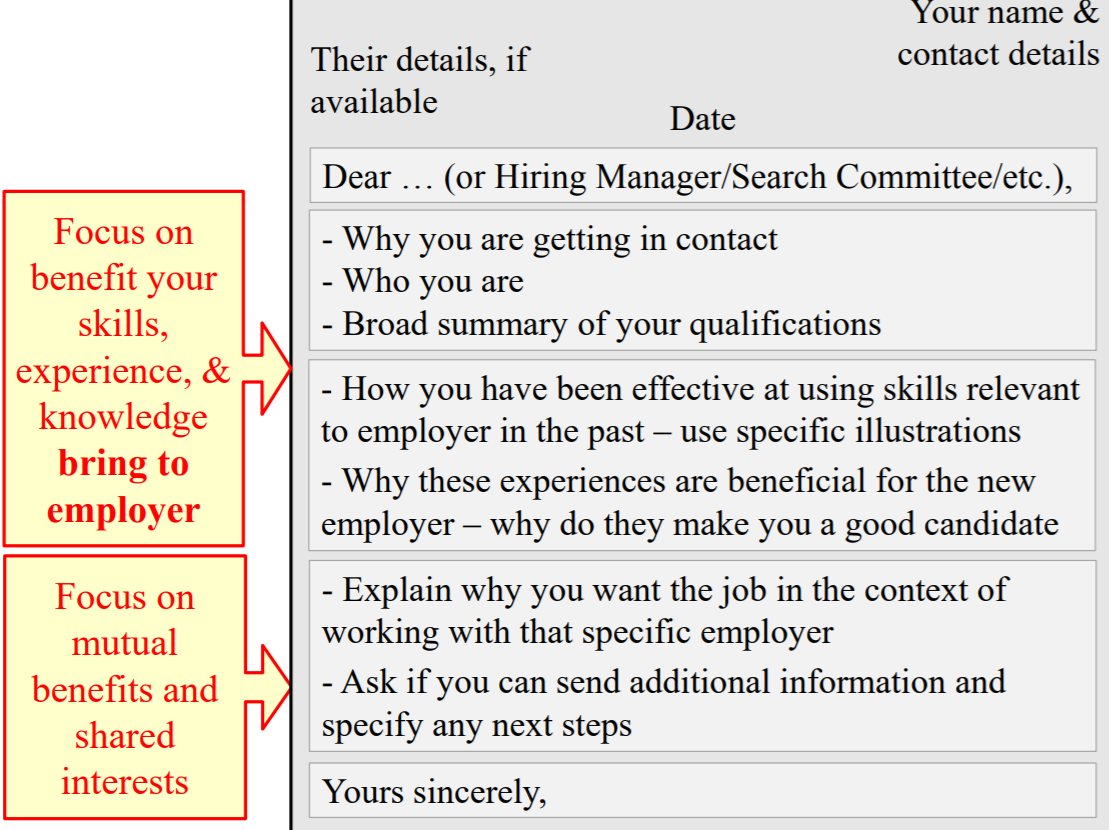 Your name &
contact details
Their details, if
available
Date
Dear … (or Hiring Manager/Search Committee/etc.),
Focus on
benefit your
skills,
experience, &
knowledge
bring to
employer
- Why you are getting in contact
- Who you are
- Broad summary of your qualifications
- How you have been effective at using skills relevant
to employer in the past – use specific illustrations
- Why these experiences are beneficial for the new
employer – why do they make you a good candidate
Focus on
mutual
benefits and
shared
interests
- Explain why you want the job in the context of
working with that specific employer
- Ask if you can send additional information and
specify any next steps
Yours sincerely,